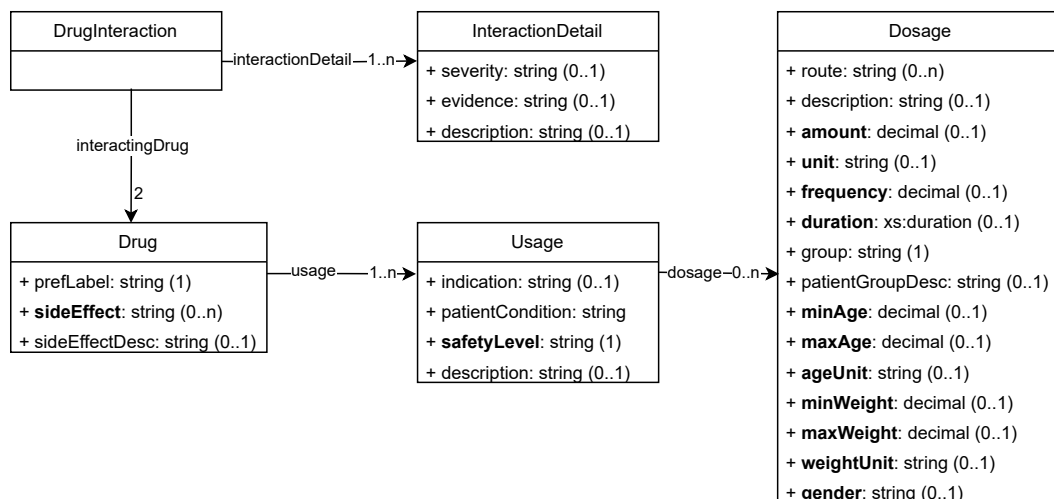 DrugInteraction
interactionDetail
1..n
InteractionDetail
+ severity: string (0..1)
+ evidence: string (0..1)
+ description: string (0..1)
interactingDrug
2
Drug
+ prefLabel: string (1)
+ sideEffect: string (0..n)
+ sideEffectDesc: string (0..1)
usage
1..n
Usage
+ indication: string (0..1)
+ patientCondition: string
+ safetyLevel: string (1)
+ description: string (0..1)
dosage
0..n
Dosage
+ route: string (0..n)
+ description: string (0..1)
+ amount: decimal (0..1)
+ unit: string (0..1)
+ frequency: decimal (0..1)
+ duration: xs:duration (0..1)
+ group: string (1)
+ patientGroupDesc: string (0..1)
+ minAge: decimal (0..1)
+ maxAge: decimal (0..1)
+ ageUnit: string (0..1)
+ minWeight: decimal (0..1)
+ maxWeight: decimal (0..1)
+ weightUnit: string (0..1)
+ gender: string (0..1)